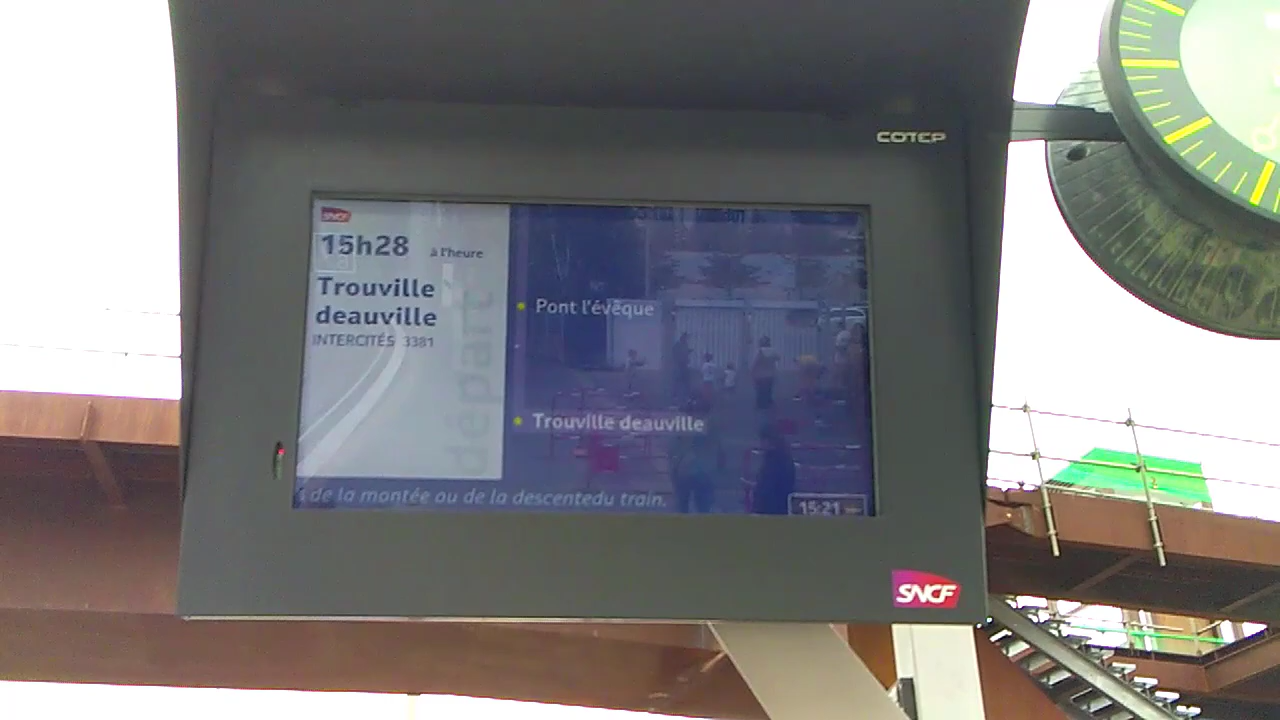 COTEP
SNCF
15h28 à l'heure
Trouville
deauville
INTERCITÉS 3381
départ
Pont l'évêque
Trouville deauville
de la montée ou de la descentedu train.
15:21
SNCF